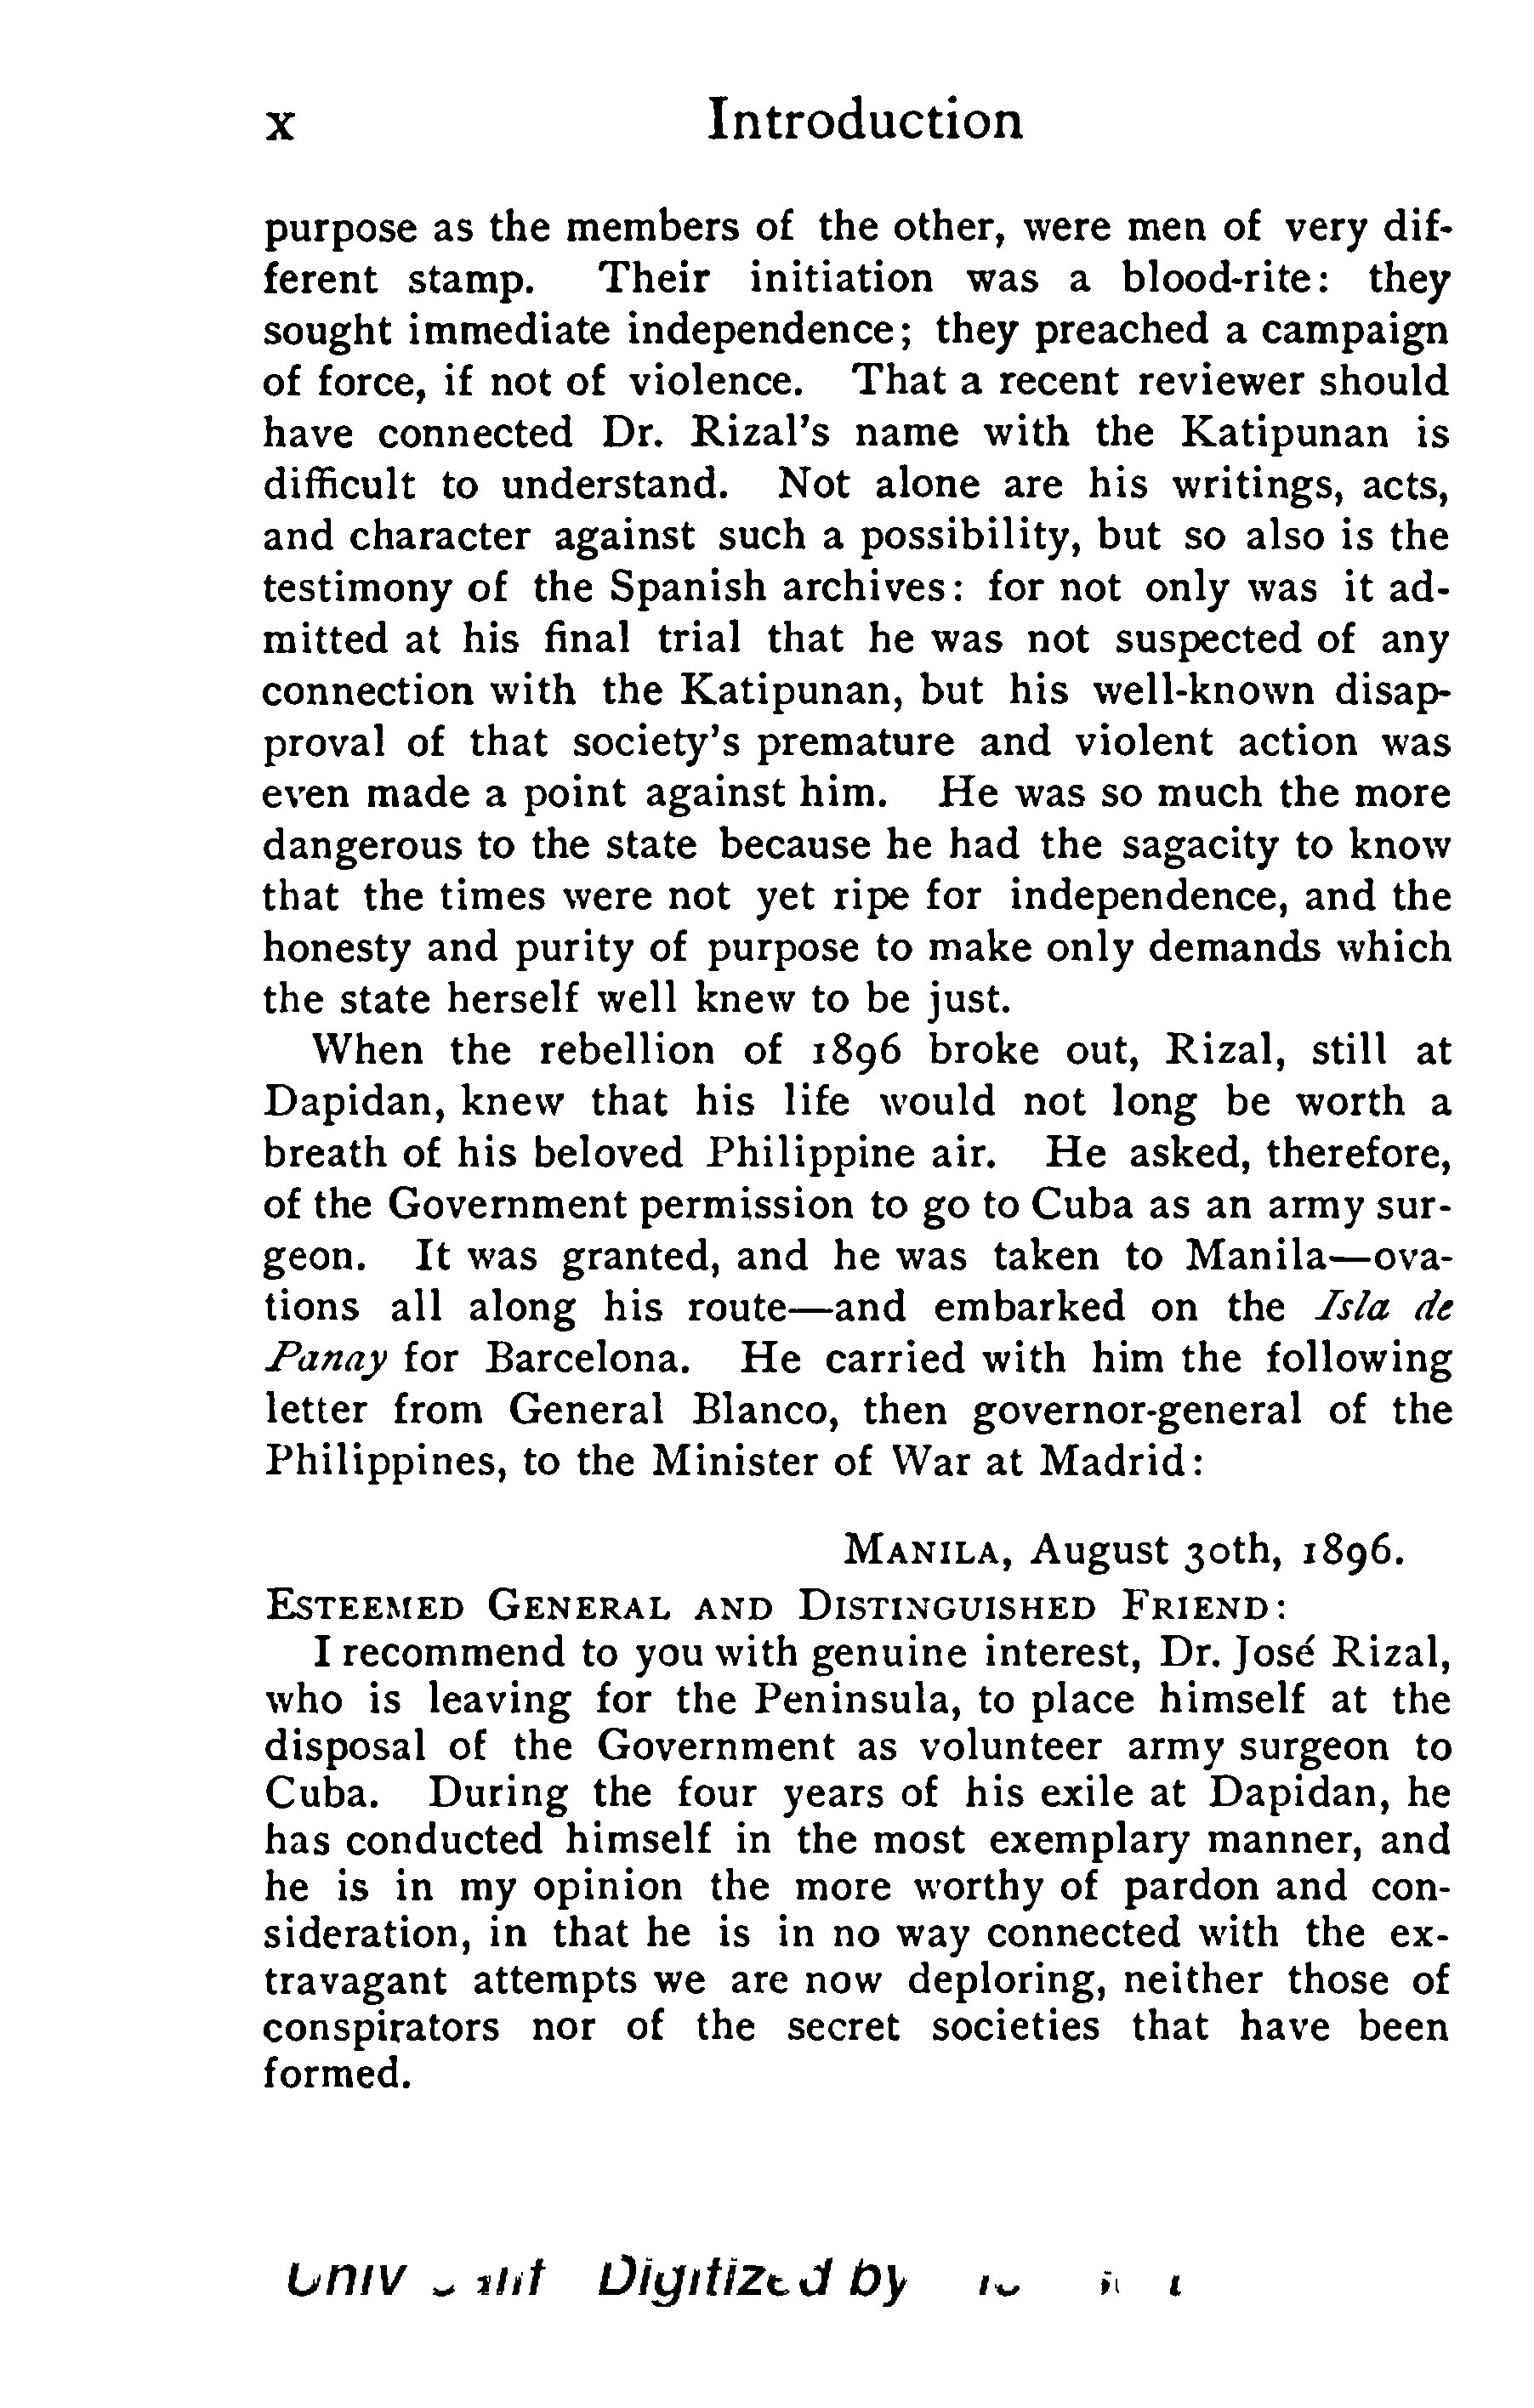 x Introduction
purpose as the members of the other, were men of very dif-
ferent stamp. Their initiation was a blood-rite: they
sought immediate independence; they preached a campaign
of force, if not of violence. That a recent reviewer should
have connected Dr. Rizal's name with the Katipunan is
difficult to understand. Not alone are his writings, acts,
and character against such a possibility, but so also is the
testimony of the Spanish archives: for not only was it ad-
mitted at his final trial that he was not suspected of any
connection with the Katipunan, but his well-known disap-
proval of that society's premature and violent action was
even made a point against him. He was so much the more
dangerous to the state because he had the sagacity to know
that the times were not yet ripe for independence, and the
honesty and purity of purpose to make only demands which
the state herself well knew to be just.
When the rebellion of 1896 broke out, Rizal, still at
Dapidan, knew that his life would not long be worth a
breath of his beloved Philippine air. He asked, therefore,
of the Government permission to go to Cuba as an army sur-
geon. It was granted, and he was taken to Manila—ova-
tions all along his route—and embarked on the Isla de
Panay for Barcelona. He carried with him the following
letter from General Blanco, then governor-general of the
Philippines, to the Minister of War at Madrid:
MANILA, August 30th, 1896.
ESTEEMED GENERAL AND DISTINGUISHED FRIEND:
I recommend to you with genuine interest, Dr. José Rizal,
who is leaving for the Peninsula, to place himself at the
disposal of the Government as volunteer army surgeon to
Cuba. During the four years of his exile at Dapidan, he
has conducted himself in the most exemplary manner, and
he is in my opinion the more worthy of pardon and con-
sideration, in that he is in no way connected with the ex-
travagant attempts we are now deploring, neither those of
conspirators nor of the secret societies that have been
formed.
Digitized by